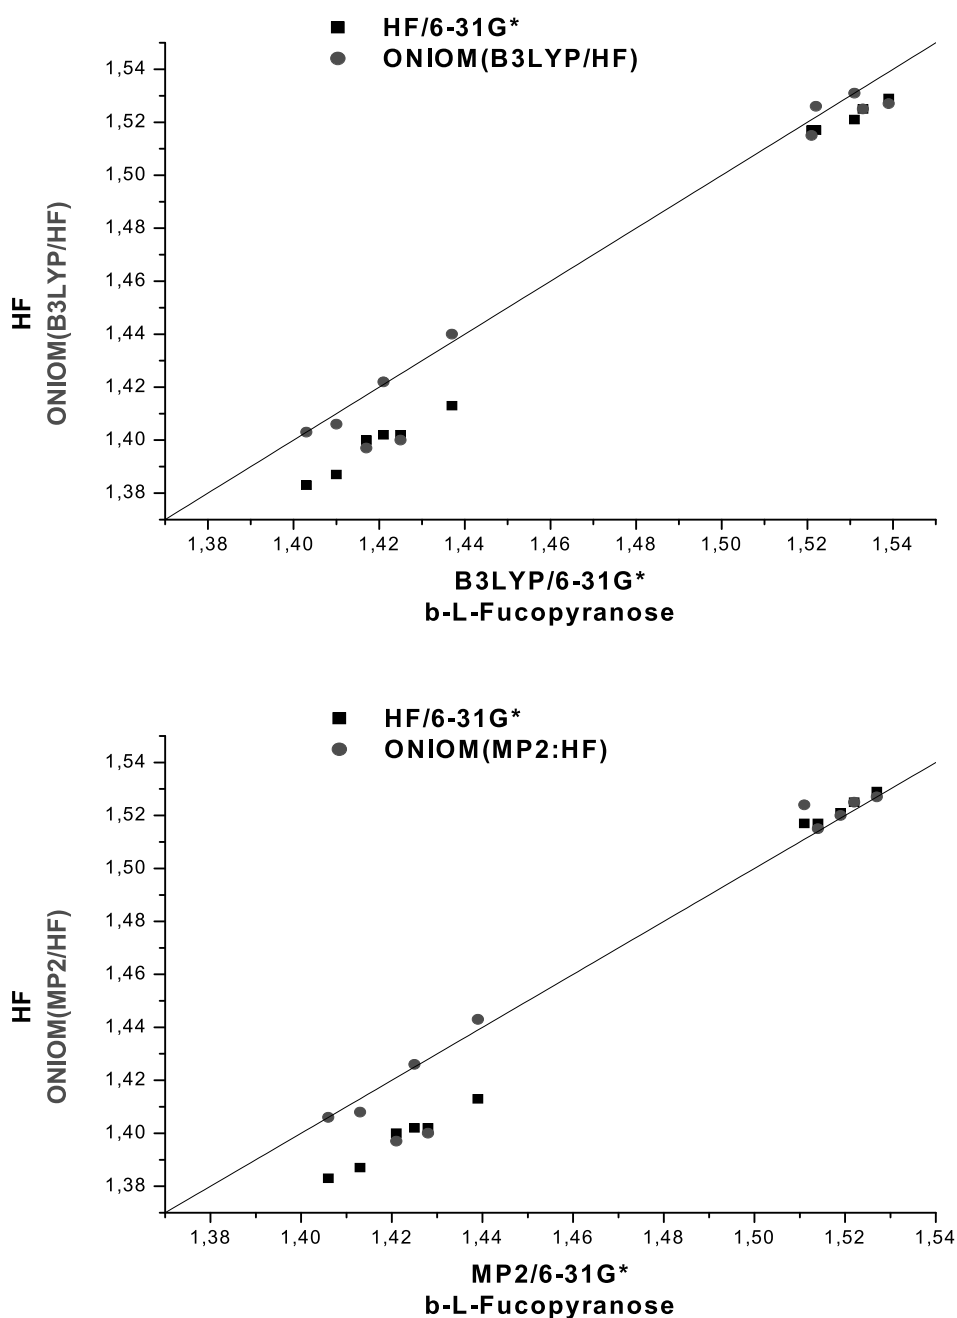 HF/6-31G*
ONIOM(B3LYP/HF)
1,54
1,52
1,50
1,48
1,46
1,44
1,42
1,40
1,38
HF
ONIOM(B3LYP/HF)
1,38 1,40 1,42 1,44 1,46 1,48 1,50 1,52 1,54
B3LYP/6-31G*
b-L-Fucopyranose
HF/6-31G*
ONIOM(MP2:HF)
1,54
1,52
1,50
1,48
1,46
1,44
1,42
1,40
1,38
HF
ONIOM(MP2/HF)
1,38 1,40 1,42 1,44 1,46 1,48 1,50 1,52 1,54
MP2/6-31G*
b-L-Fucopyranose